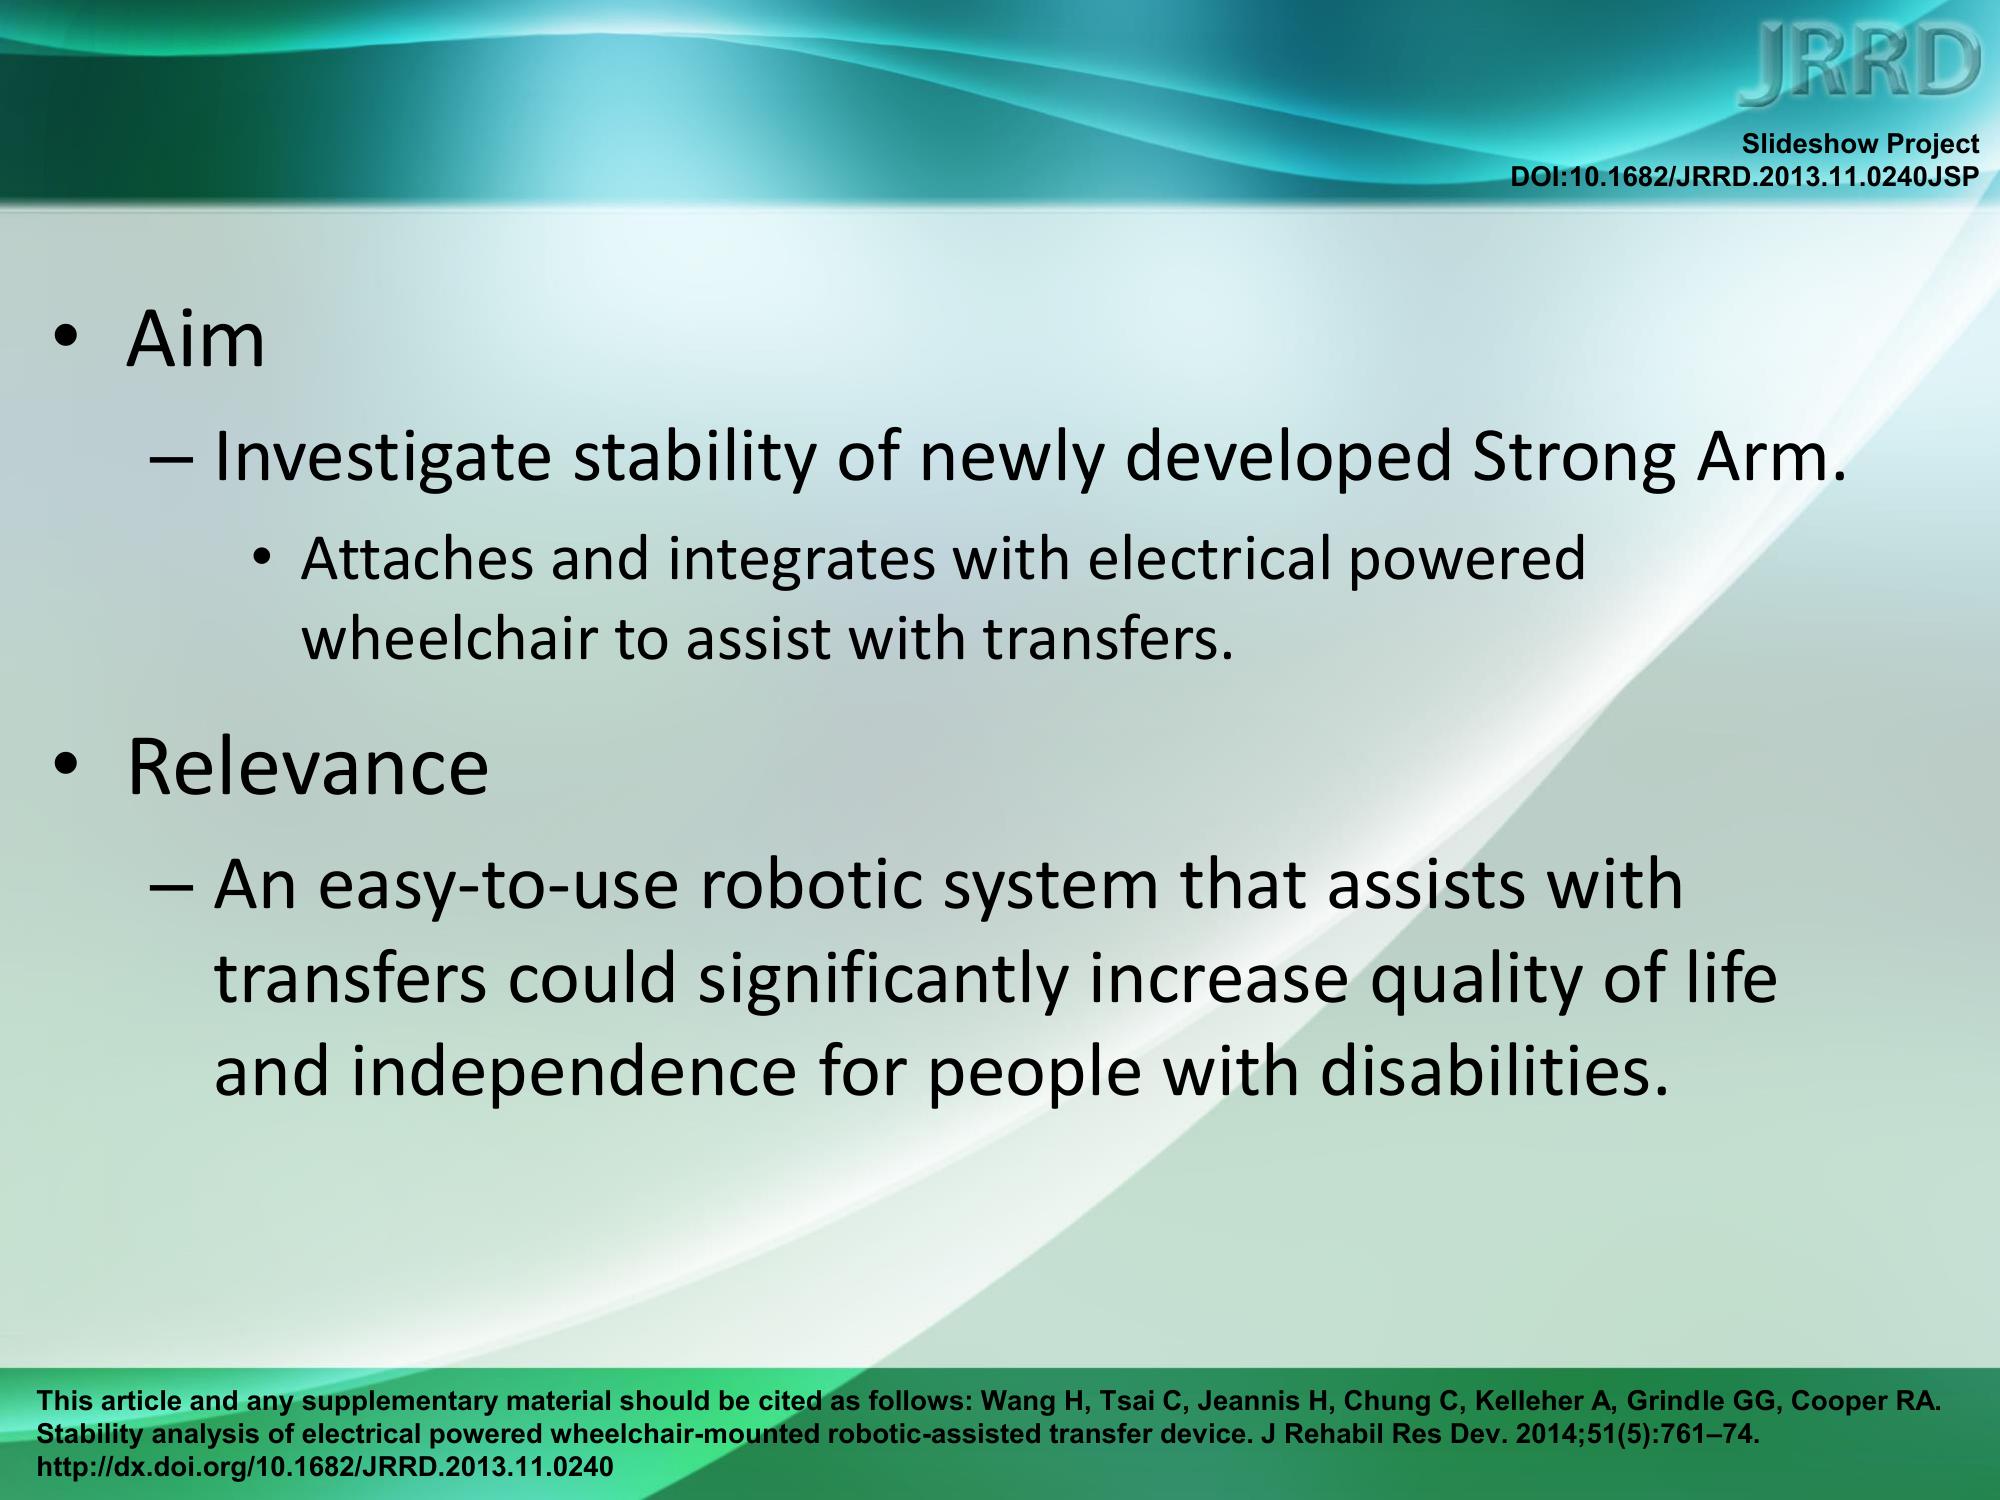 JRRD
Slideshow Project
DOI:10.1682/JRRD.2013.11.0240JSP
• Aim
– Investigate stability of newly developed Strong Arm.
• Attaches and integrates with electrical powered
wheelchair to assist with transfers.
• Relevance
– An easy-to-use robotic system that assists with
transfers could significantly increase quality of life
and independence for people with disabilities.
This article and any supplementary material should be cited as follows: Wang H, Tsai C, Jeannis H, Chung C, Kelleher A, Grindle GG, Cooper RA.
Stability analysis of electrical powered wheelchair-mounted robotic-assisted transfer device. J Rehabil Res Dev. 2014;51(5):761–74.
http://dx.doi.org/10.1682/JRRD.2013.11.0240